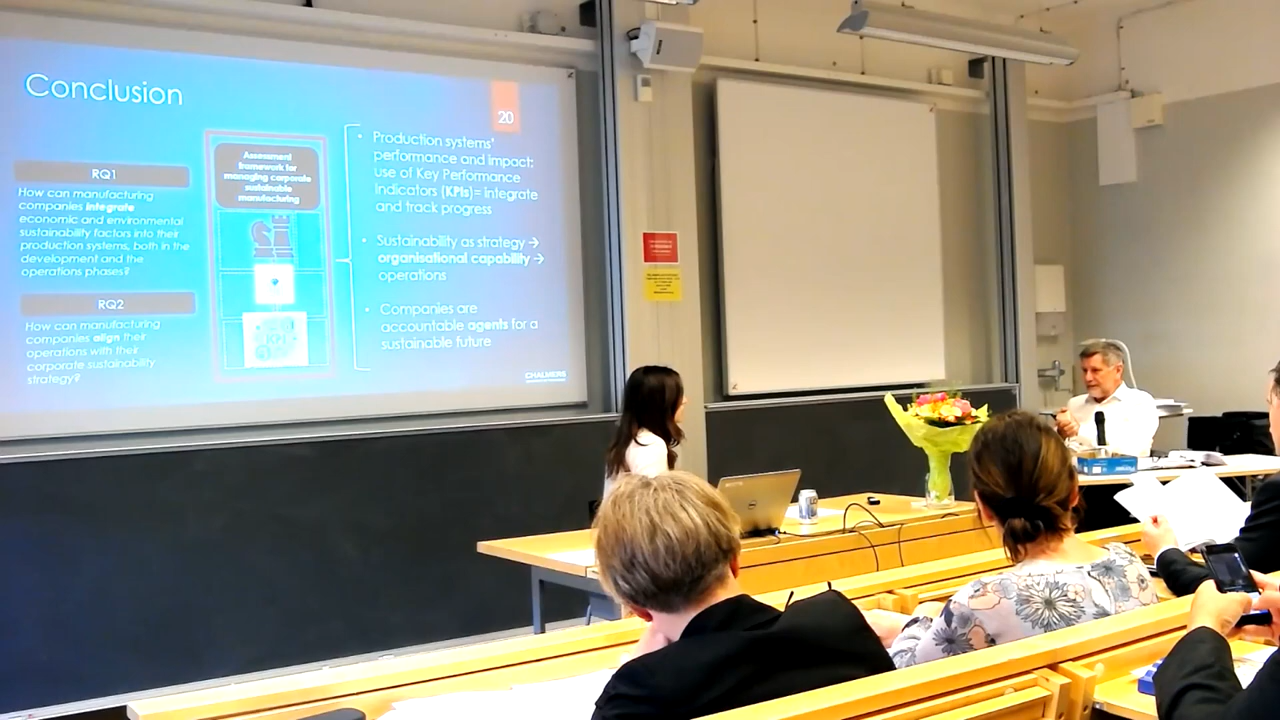 Conclusion
20
RQ1
How can manufacturing
companies integrate
economic and environmental
sustainability factors into their
production systems, both in the
development and the
operations phases?
RQ2
How can manufacturing
companies align their
operations with their
corporate sustainability
strategy?
Assessment
framework for
managing corporate
sustainable
manufacturing
KPI
• Production systems'
performance and impact:
use of Key Performance
Indicators (KPIs)= integrate
and track progress
• Sustainability as strategy →
organisational capability →
operations
• Companies are
accountable agents for a
sustainable future
CHALMERS
DELL